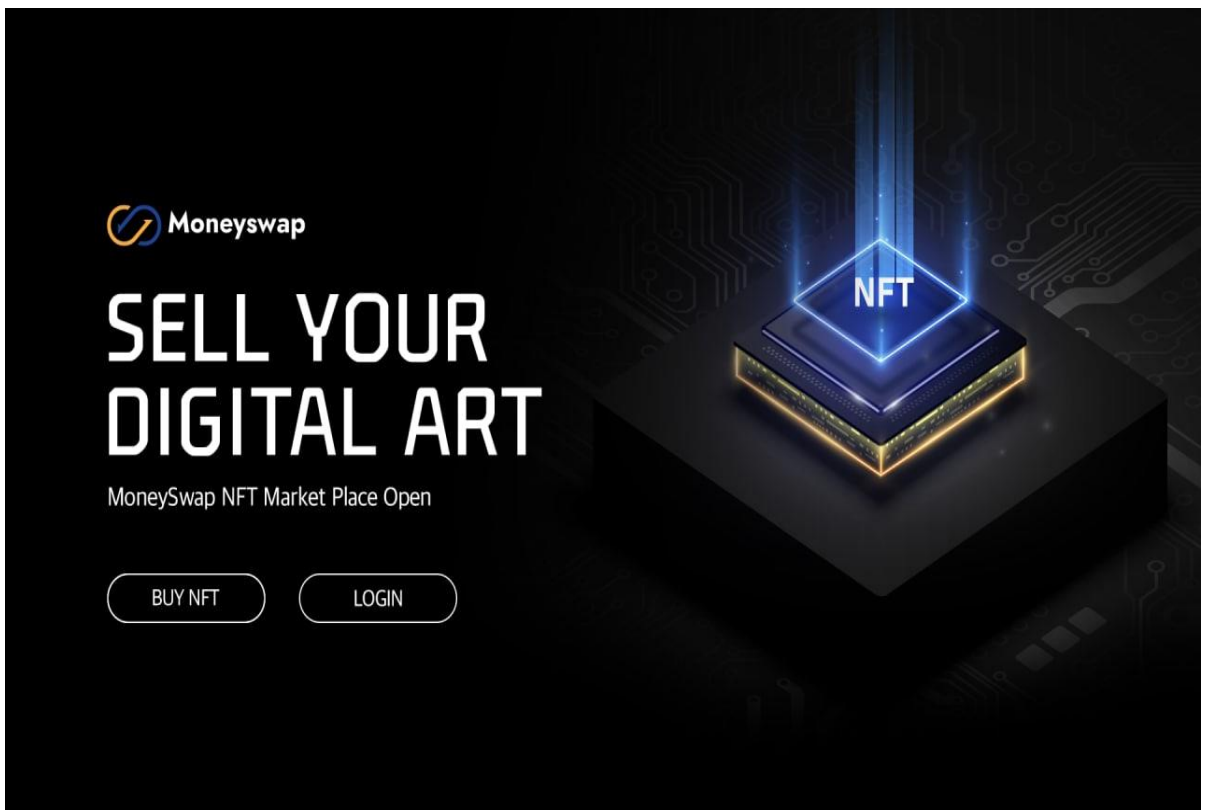 Moneyswap
SELL YOUR
DIGITAL ART
MoneySwap NFT Market Place Open
BUY NFT
LOGIN
NFT